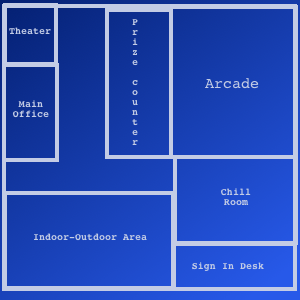 Theater
Main
Office
Prize counter
Arcade
Chill
Room
Indoor-Outdoor Area
Sign In Desk